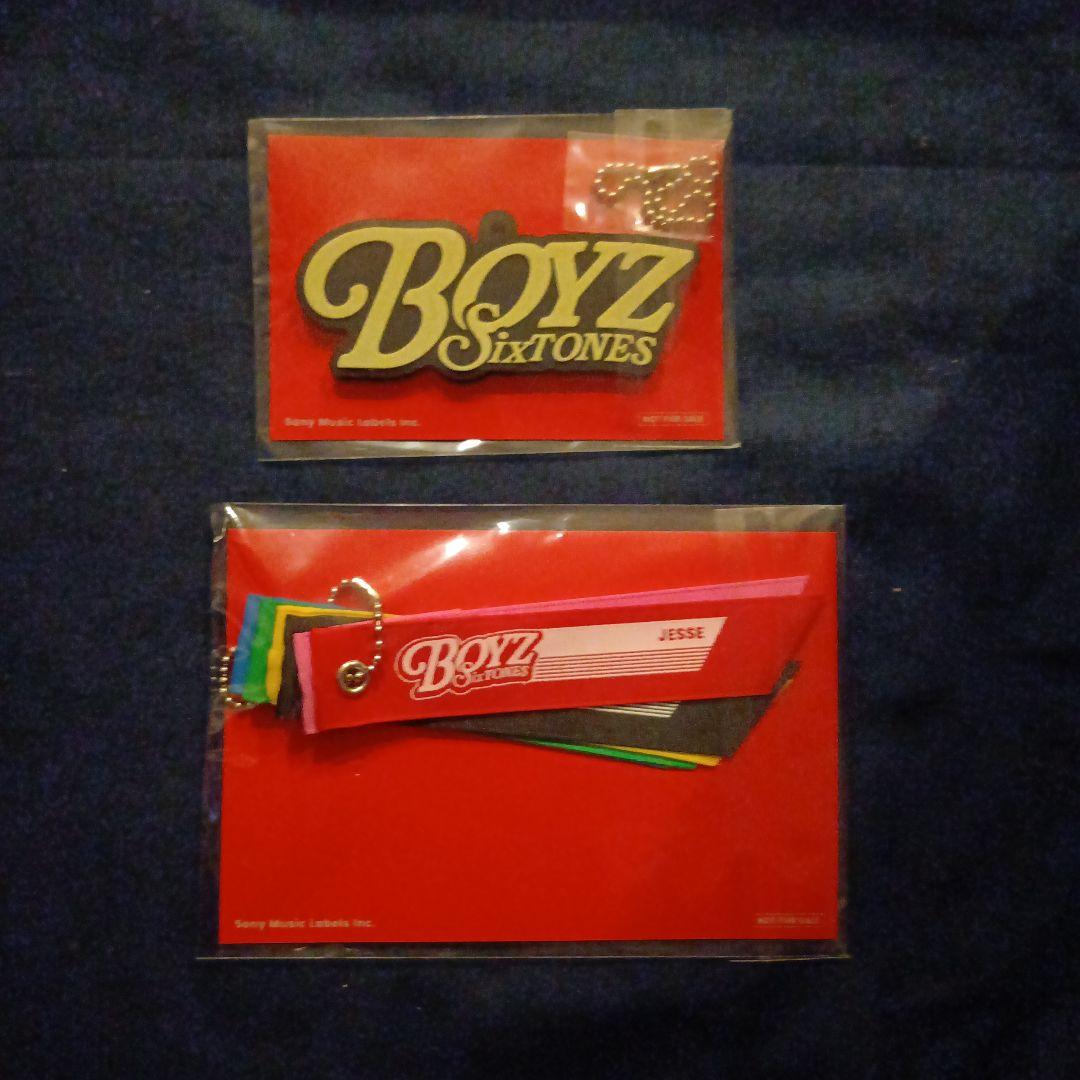 BOYZ
SixTONES
Sony Music Labels Inc.
NOT FOR SALE
BOYZ
SixTONES
JESSE
Sony Music Labels Inc.
NOT FOR SALE